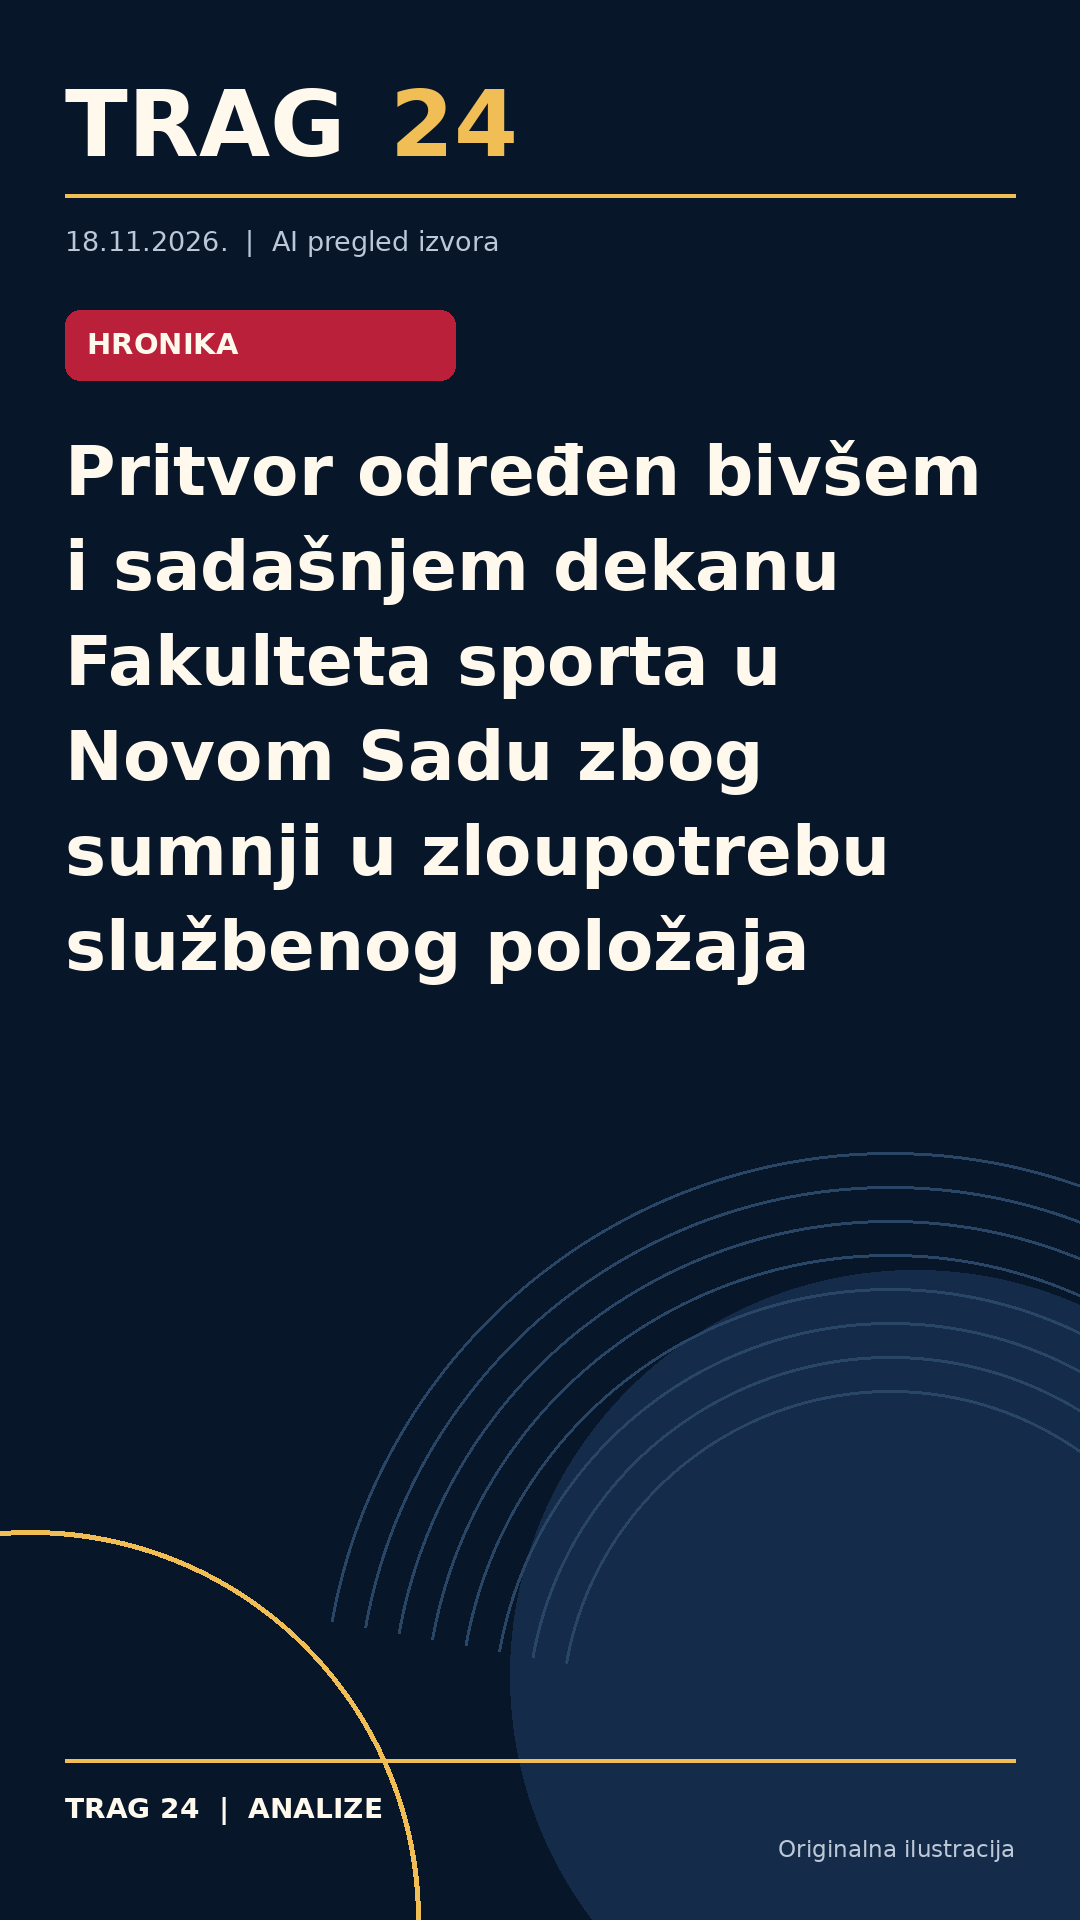 TRAG 24
18.11.2026. | AI pregled izvora
HRONIKA
Pritvor određen bivšem
i sadašnjem dekanu
Fakulteta sporta u
Novom Sadu zbog
sumnji u zloupotrebu
službenog položaja
TRAG 24 | ANALIZE
Originalna ilustracija